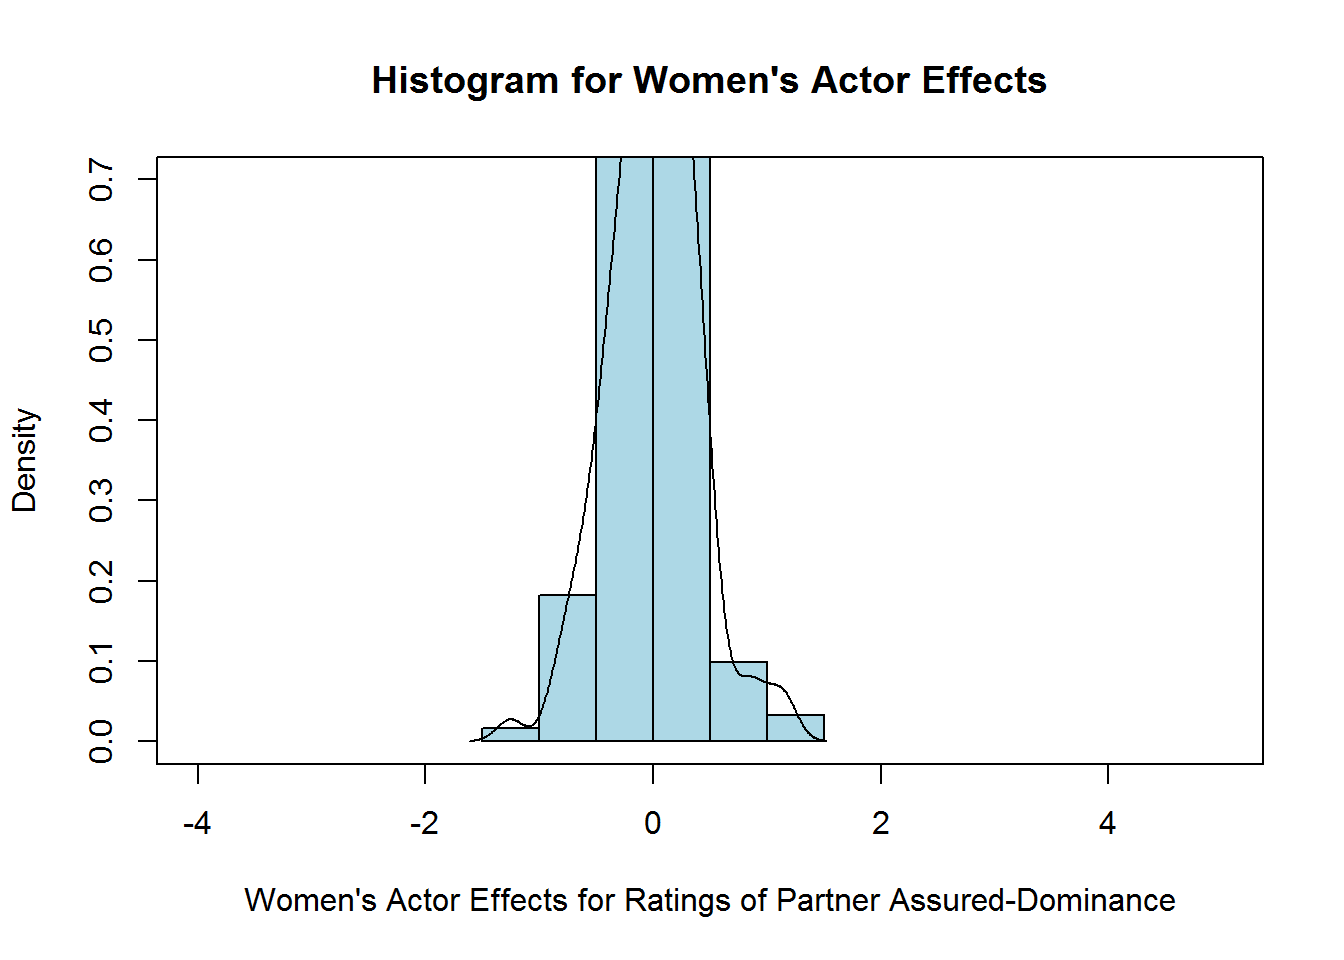 Histogram for Women's Actor Effects
Density
0.7
0.6
0.5
0.4
0.3
0.2
0.1
0.0
-4 -2 0 2 4
Women's Actor Effects for Ratings of Partner Assured-Dominance